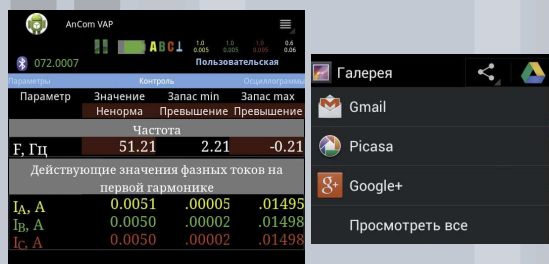 AnCom VAP
A B C ⊥ 1.0 1.0 1.0 0.6
0.005 0.005 0.005 0.06
072.0007 Пользовательская
Параметры Контроль Осциллограммы
Параметр Значение Запас min Запас max
Ненорма Превышение Превышение
Частота
F, Гц 51.21 2.21 -0.21
Действующие значения фазных токов на
первой гармонике
IA, A 0.0051 .00005 .01495
IB, A 0.0050 .00002 .01498
IC, A 0.0050 .00002 .01498
Галерея
Gmail
Picasa
Google+
Просмотреть все